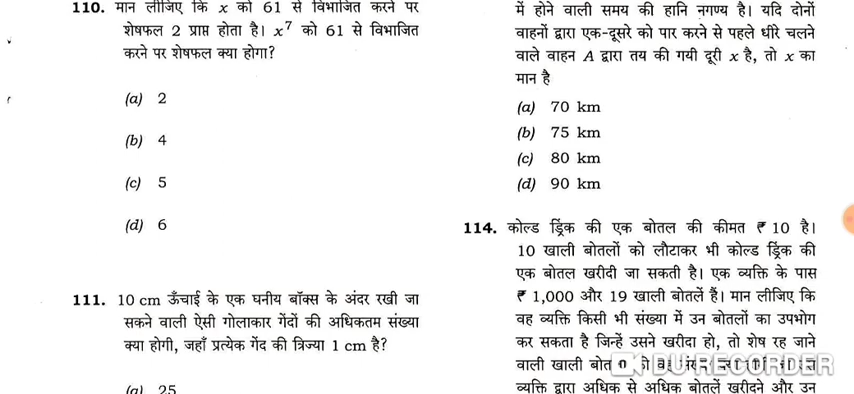 110. मान लीजिए कि x को 61 से विभाजित करने पर
शेषफल 2 प्राप्त होता है। x⁷ को 61 से विभाजित
करने पर शेषफल क्या होगा?
(a) 2
(b) 4
(c) 5
(d) 6
111. 10 cm ऊँचाई के एक घनीय बॉक्स के अंदर रखी जा
सकने वाली ऐसी गोलाकार गेंदों की अधिकतम संख्या
क्या होगी, जहाँ प्रत्येक गेंद की त्रिज्या 1 cm है?
(a) 25
में होने वाली समय की हानि नगण्य है। यदि दोनों
वाहनों द्वारा एक-दूसरे को पार करने से पहले धीरे चलने
वाले वाहन A द्वारा तय की गयी दूरी x है, तो x का
मान है
(a) 70 km
(b) 75 km
(c) 80 km
(d) 90 km
114. कोल्ड ड्रिंक की एक बोतल की कीमत ₹ 10 है।
10 खाली बोतलों को लौटाकर भी कोल्ड ड्रिंक की
एक बोतल खरीदी जा सकती है। एक व्यक्ति के पास
₹ 1,000 और 19 खाली बोतलें हैं। मान लीजिए कि
वह व्यक्ति किसी भी संख्या में उन बोतलों का उपभोग
कर सकता है जिन्हें उसने खरीदा हो, तो शेष रह जाने
वाली खाली
DU RECORDER
व्यक्ति द्वारा अधिक से अधिक बोतलें खरीदने और उन